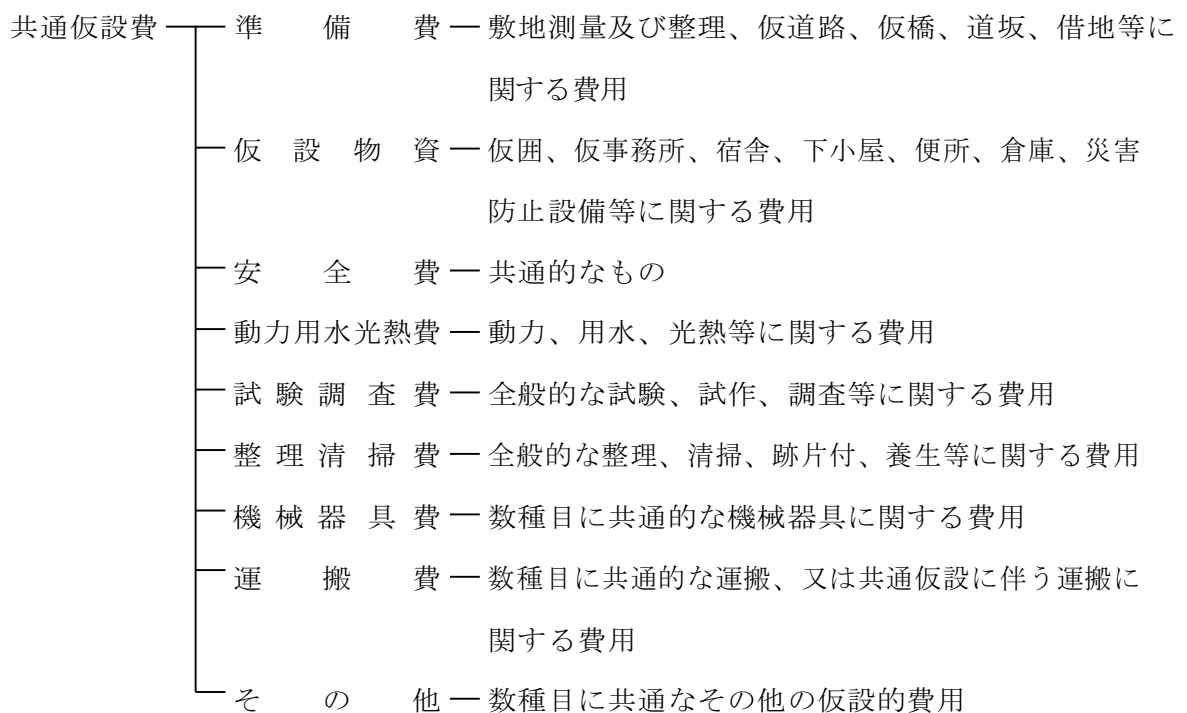 共通仮設費 準備費 敷地測量及び整理、仮道路、仮橋、道坂、借地等に
関する費用
仮設物資 仮囲、仮事務所、宿舎、下小屋、便所、倉庫、災害
防止設備等に関する費用
安全費 共通的なもの
動力用水光熱費 動力、用水、光熱等に関する費用
試験調査費 全般的な試験、試作、調査等に関する費用
整理清掃費 全般的な整理、清掃、跡片付、養生等に関する費用
機械器具費 数種目に共通的な機械器具に関する費用
運搬費 数種目に共通的な運搬、又は共通仮設に伴う運搬に
関する費用
その他 数種目に共通なその他の仮設的費用